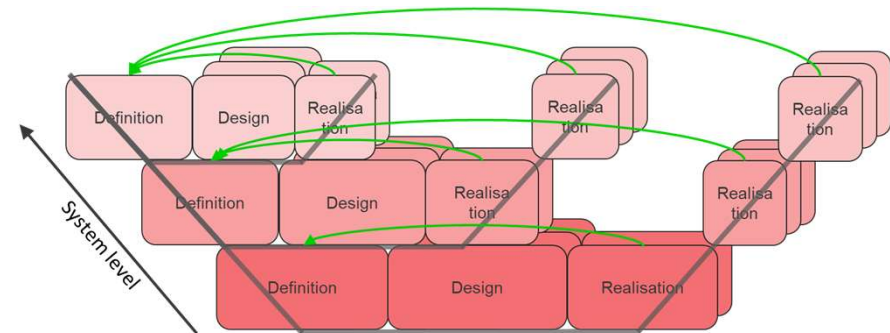 Definition
Design
Realisa
tion
Realisa
tion
Realisa
tion
Definition
Design
Realisa
tion
Realisa
tion
System level
Definition
Design
Realisation